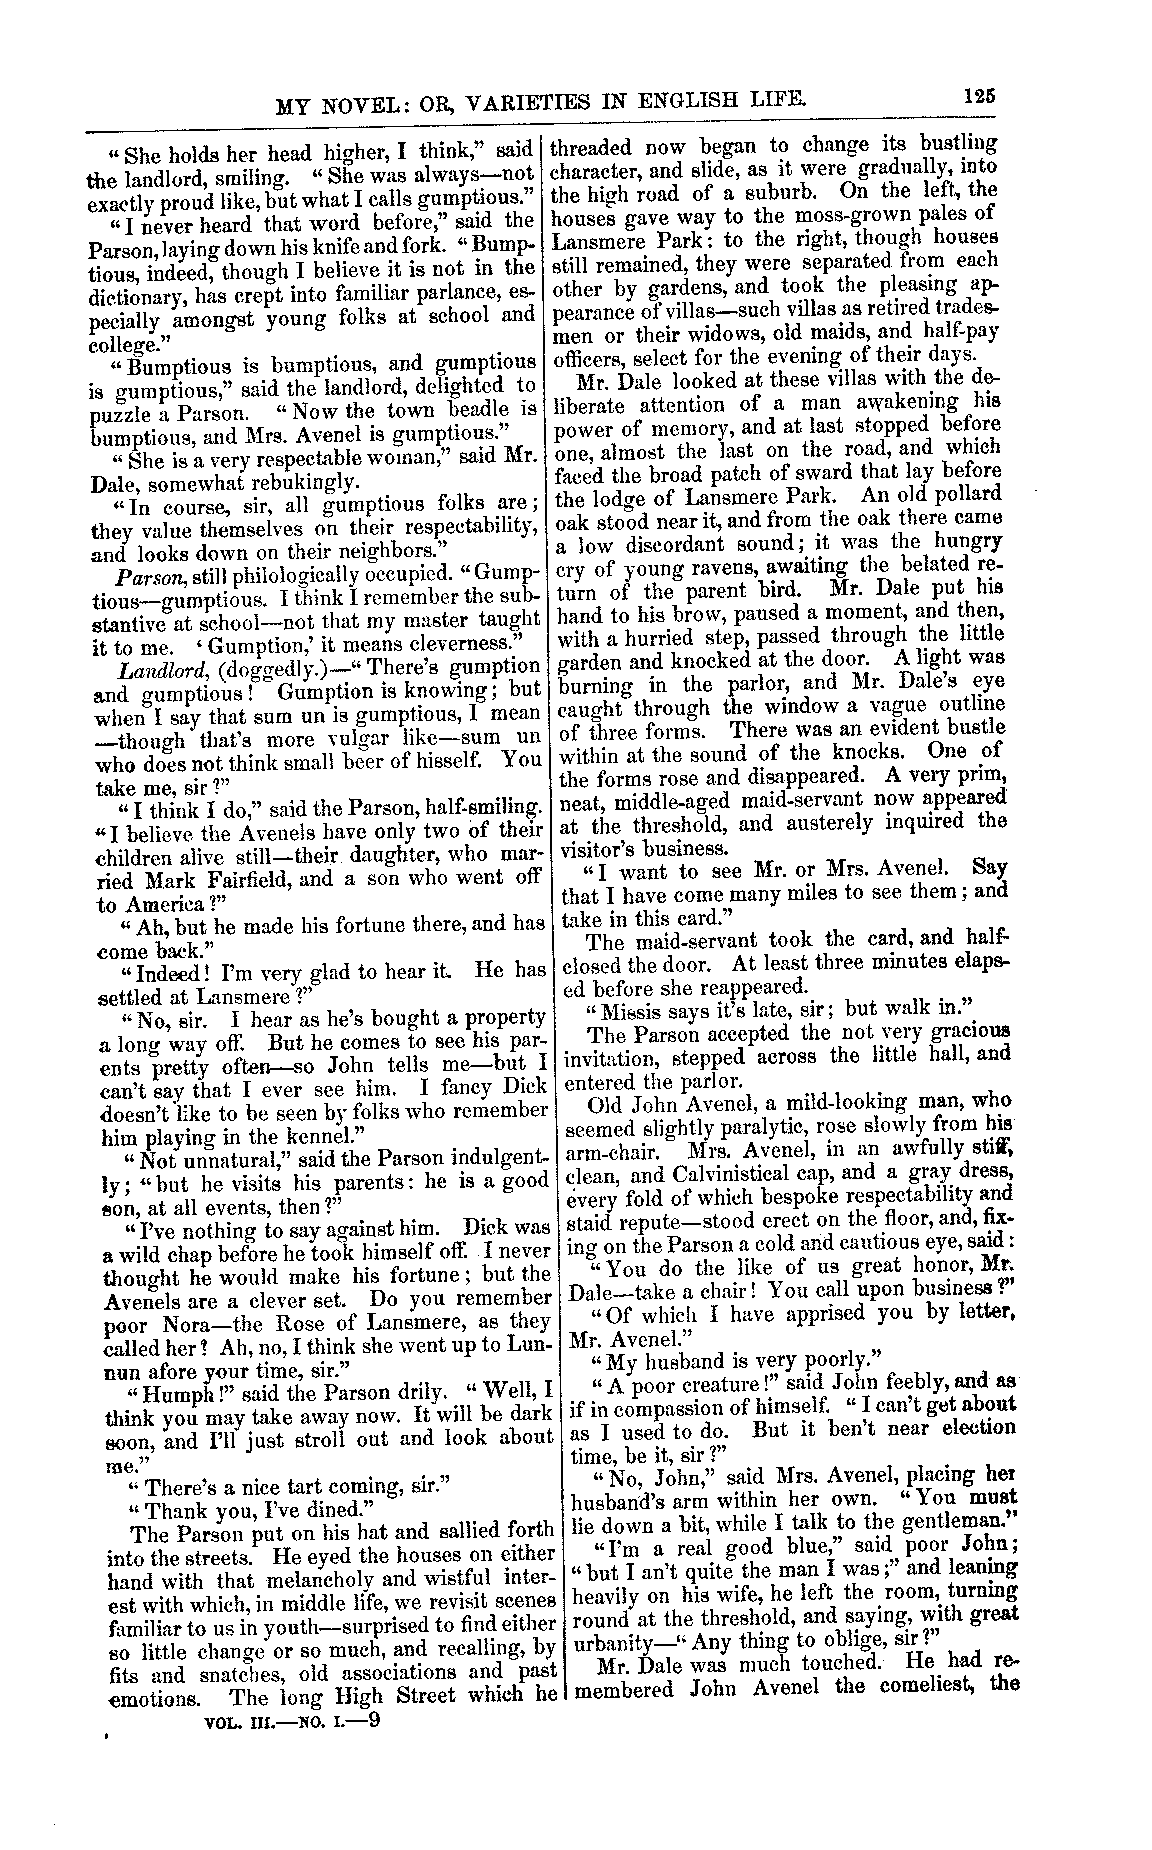 MY NOVEL: OR, VARIETIES IN ENGLISH LIFE.
125
“She holds her head higher, I think,” said
the landlord, smiling. “She was always—not
exactly proud like, but what I calls gumptious.”
“I never heard that word before,” said the
Parson, laying down his knife and fork. “Bump-
tious, indeed, though I believe it is not in the
dictionary, has crept into familiar parlance, es-
pecially amongst young folks at school and
college.”
“Bumptious is bumptious, and gumptious
is gumptious,” said the landlord, delighted to
puzzle a Parson. “Now the town beadle is
bumptious, and Mrs. Avenel is gumptious.”
“She is a very respectable woman,” said Mr.
Dale, somewhat rebukingly.
“In course, sir, all gumptious folks are;
they value themselves on their respectability,
and looks down on their neighbors.”
Parson, still philologically occupied. “Gump-
tious—gumptious. I think I remember the sub-
stantive at school—not that my master taught
it to me. ‘Gumption,’ it means cleverness.”
Landlord, (doggedly.)—“There’s gumption
and gumptious! Gumption is knowing; but
when I say that sum un is gumptious, I mean
—though that’s more vulgar like—sum un
who does not think small beer of hisself. You
take me, sir?”
“I think I do,” said the Parson, half-smiling.
“I believe the Avenels have only two of their
children alive still—their daughter, who mar-
ried Mark Fairfield, and a son who went off
to America?”
“Ah, but he made his fortune there, and has
come back.”
“Indeed! I’m very glad to hear it. He has
settled at Lansmere?”
“No, sir. I hear as he’s bought a property
a long way off. But he comes to see his par-
ents pretty often—so John tells me—but I
can’t say that I ever see him. I fancy Dick
doesn’t like to be seen by folks who remember
him playing in the kennel.”
“Not unnatural,” said the Parson indulgent-
ly; “but he visits his parents: he is a good
son, at all events, then?”
“I’ve nothing to say against him. Dick was
a wild chap before he took himself off. I never
thought he would make his fortune; but the
Avenels are a clever set. Do you remember
poor Nora—the Rose of Lansmere, as they
called her? Ah, no, I think she went up to Lun-
nun afore your time, sir.”
“Humph!” said the Parson drily. “Well, I
think you may take away now. It will be dark
soon, and I’ll just stroll out and look about
me.”
“There’s a nice tart coming, sir.”
“Thank you, I’ve dined.”
The Parson put on his hat and sallied forth
into the streets. He eyed the houses on either
hand with that melancholy and wistful inter-
est with which, in middle life, we revisit scenes
familiar to us in youth—surprised to find either
so little change or so much, and recalling, by
fits and snatches, old associations and past
emotions. The long High Street which he
VOL. III.—NO. I.—9
threaded now began to change its bustling
character, and slide, as it were gradually, into
the high road of a suburb. On the left, the
houses gave way to the moss-grown pales of
Lansmere Park: to the right, though houses
still remained, they were separated from each
other by gardens, and took the pleasing ap-
pearance of villas—such villas as retired trades-
men or their widows, old maids, and half-pay
officers, select for the evening of their days.
Mr. Dale looked at these villas with the de-
liberate attention of a man awakening his
power of memory, and at last stopped before
one, almost the last on the road, and which
faced the broad patch of sward that lay before
the lodge of Lansmere Park. An old pollard
oak stood near it, and from the oak there came
a low discordant sound; it was the hungry
cry of young ravens, awaiting the belated re-
turn of the parent bird. Mr. Dale put his
hand to his brow, paused a moment, and then,
with a hurried step, passed through the little
garden and knocked at the door. A light was
burning in the parlor, and Mr. Dale’s eye
caught through the window a vague outline
of three forms. There was an evident bustle
within at the sound of the knocks. One of
the forms rose and disappeared. A very prim,
neat, middle-aged maid-servant now appeared
at the threshold, and austerely inquired the
visitor’s business.
“I want to see Mr. or Mrs. Avenel. Say
that I have come many miles to see them; and
take in this card.”
The maid-servant took the card, and half-
closed the door. At least three minutes elaps-
ed before she reappeared.
“Missis says it’s late, sir; but walk in.”
The Parson accepted the not very gracious
invitation, stepped across the little hall, and
entered the parlor.
Old John Avenel, a mild-looking man, who
seemed slightly paralytic, rose slowly from his
arm-chair. Mrs. Avenel, in an awfully stiff,
clean, and Calvinistical cap, and a gray dress,
every fold of which bespoke respectability and
staid repute—stood erect on the floor, and, fix-
ing on the Parson a cold and cautious eye, said:
“You do the like of us great honor, Mr.
Dale—take a chair! You call upon business?”
“Of which I have apprised you by letter,
Mr. Avenel.”
“My husband is very poorly.”
“A poor creature!” said John feebly, and as
if in compassion of himself. “I can’t get about
as I used to do. But it ben’t near election
time, be it, sir?”
“No, John,” said Mrs. Avenel, placing her
husband’s arm within her own. “You must
lie down a bit, while I talk to the gentleman.”
“I’m a real good blue,” said poor John;
“but I an’t quite the man I was;” and leaning
heavily on his wife, he left the room, turning
round at the threshold, and saying, with great
urbanity—“Any thing to oblige, sir?”
Mr. Dale was much touched. He had re-
membered John Avenel the comeliest, the